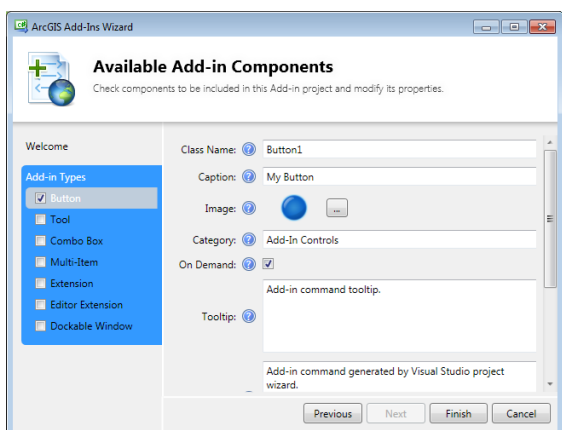 ArcGIS Add-Ins Wizard
Available Add-in Components
Check components to be included in this Add-in project and modify its properties.
Welcome
Add-in Types
Button
Tool
Combo Box
Multi-Item
Extension
Editor Extension
Dockable Window
Class Name: Button1
Caption: My Button
Image: ...
Category: Add-In Controls
On Demand:
Tooltip: Add-in command tooltip.
Add-in command generated by Visual Studio project
wizard.
Previous Next Finish Cancel